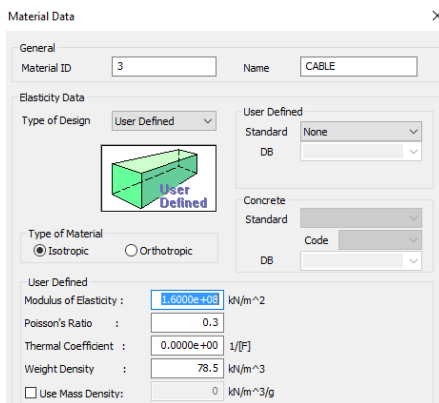 Material Data
General
Material ID 3 Name CABLE
Elasticity Data
Type of Design User Defined
User Defined
Standard None
DB
User
Defined
Concrete
Standard
Code
DB
Type of Material
Isotropic Orthotropic
User Defined
Modulus of Elasticity : 1.6000e+08 kN/m^2
Poisson's Ratio : 0.3
Thermal Coefficient : 0.0000e+00 1/[F]
Weight Density : 78.5 kN/m^3
Use Mass Density: 0 kN/m^3/g